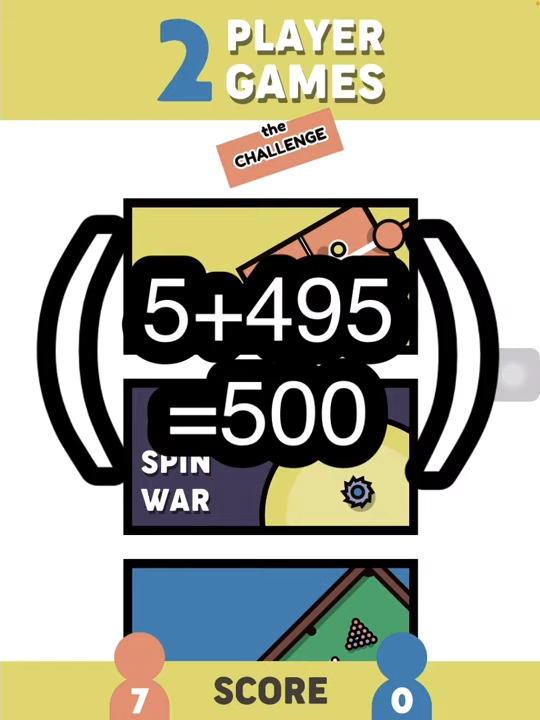 2 PLAYER
GAMES
the
CHALLENGE
(5+495
=500)
SPIN
WAR
7 SCORE 0